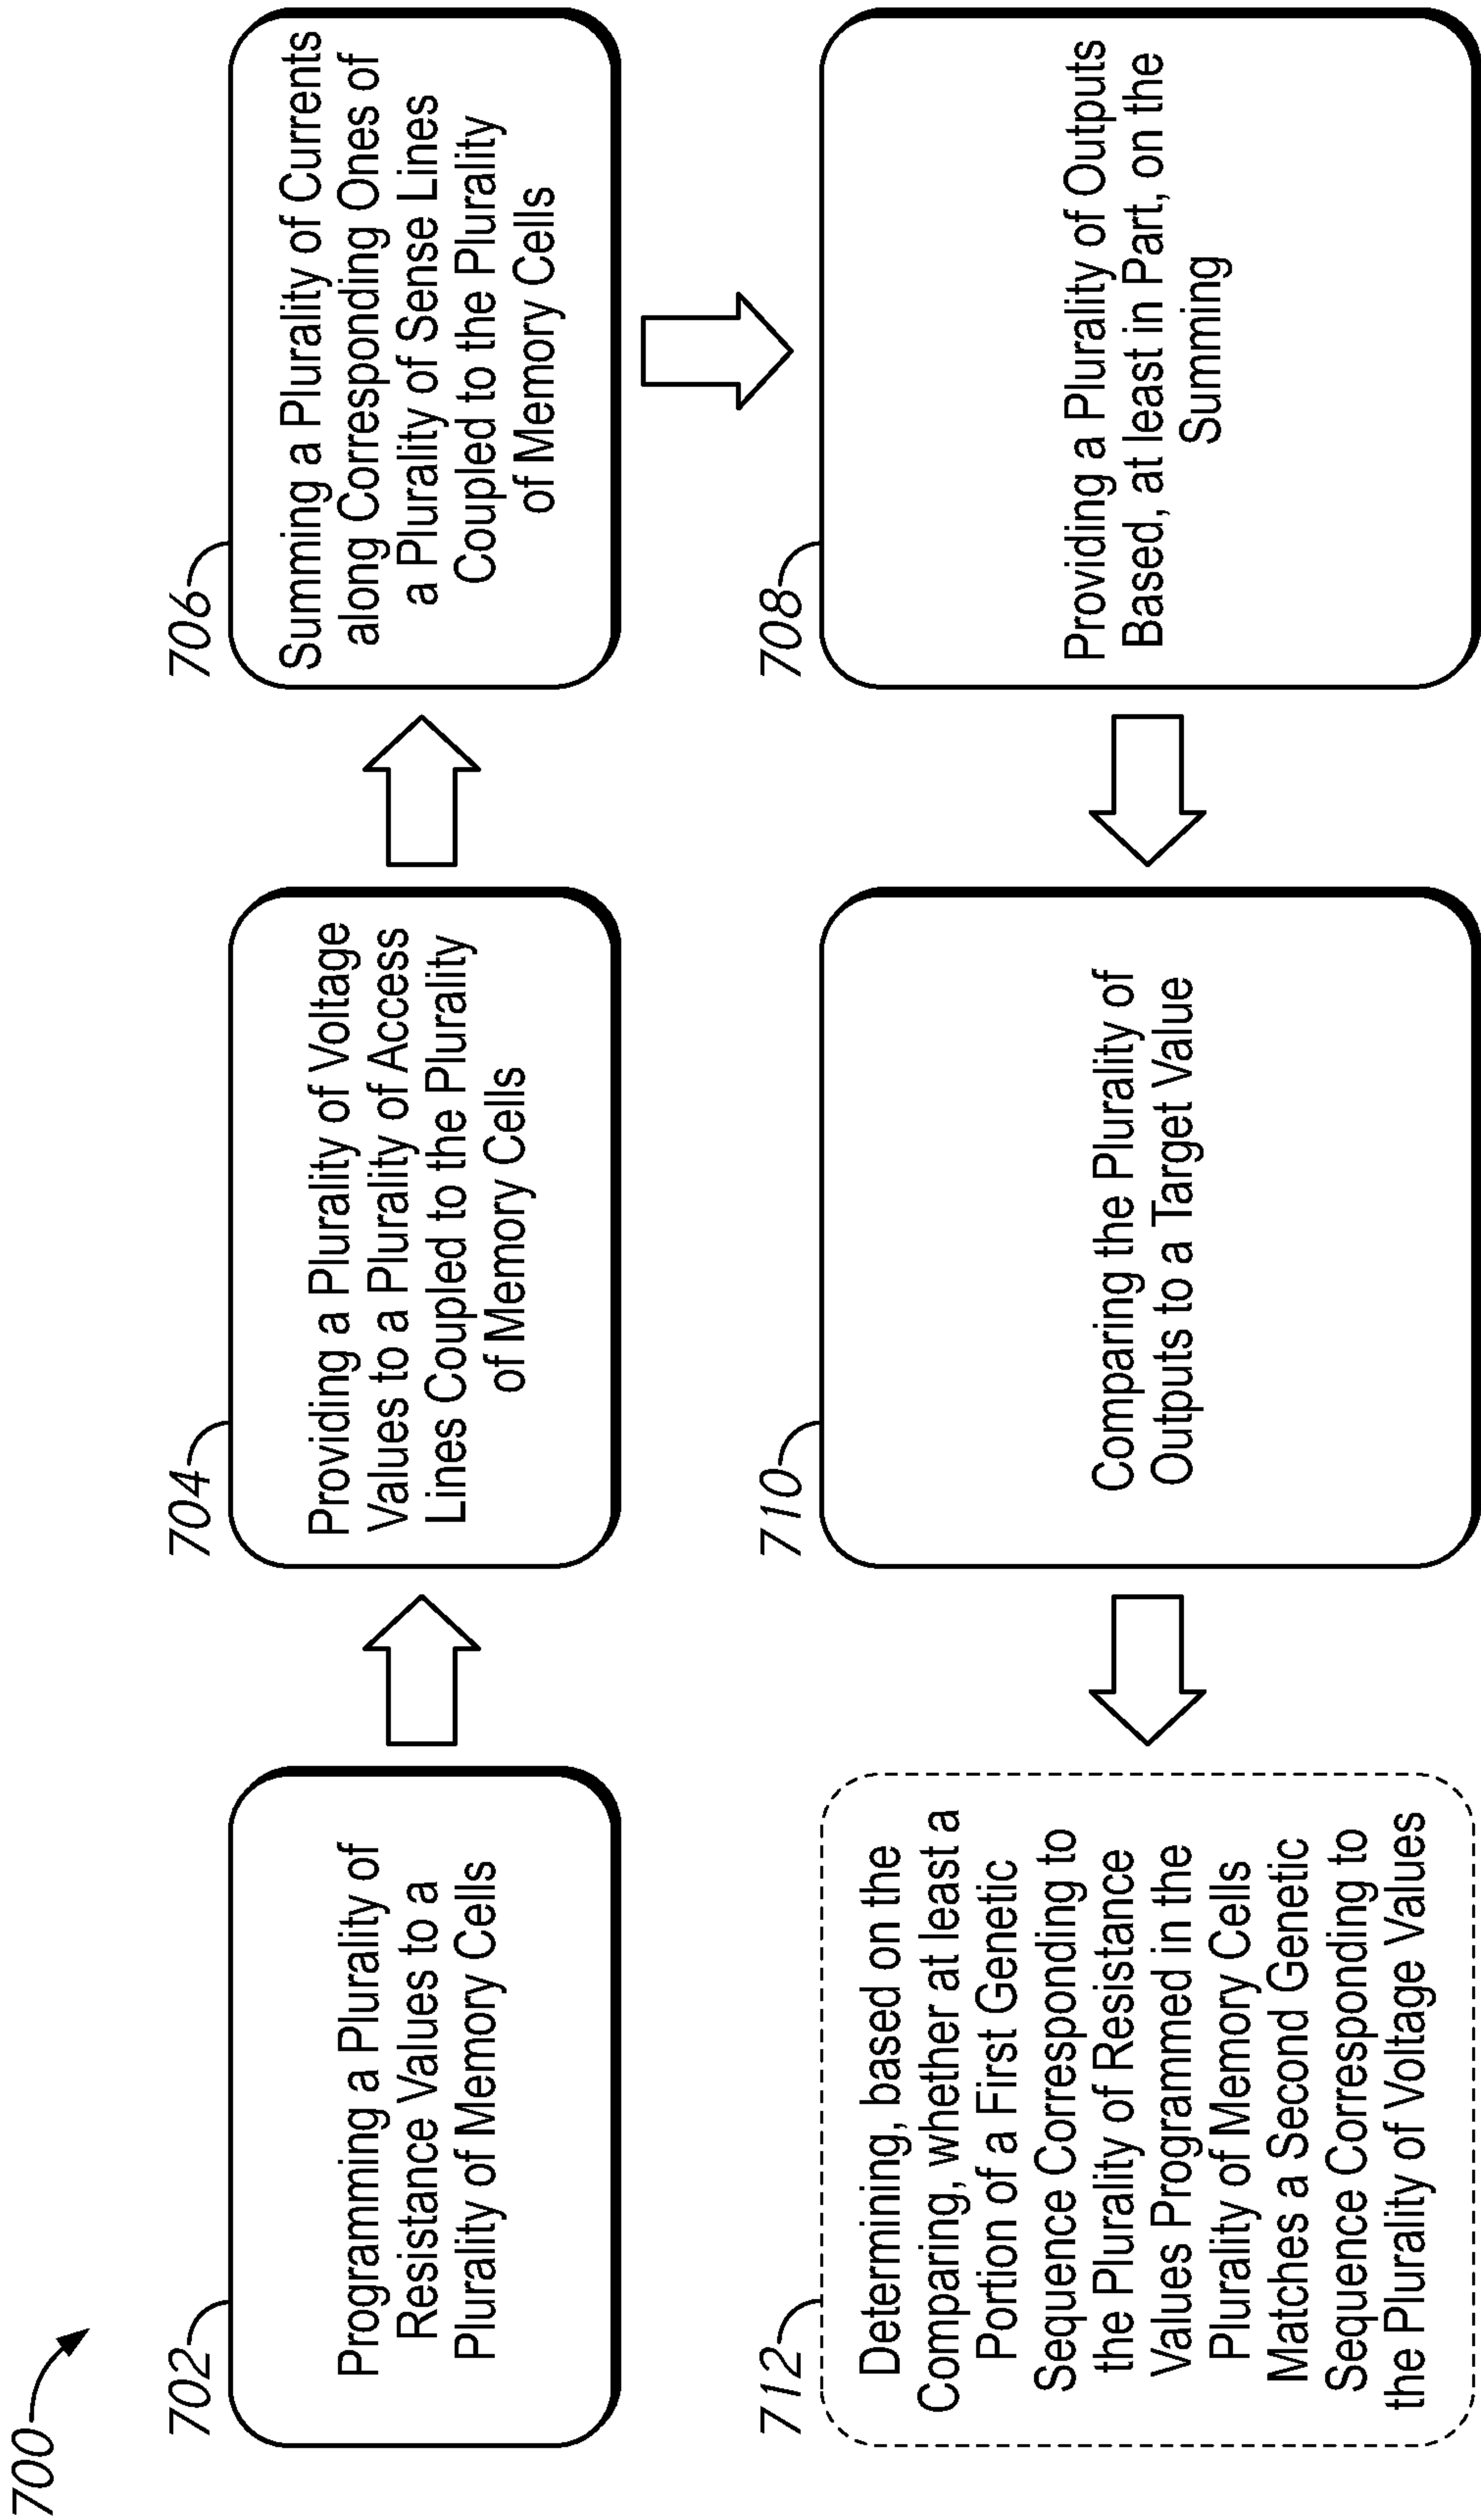 700
702
Programming a Plurality of
Resistance Values to a
Plurality of Memory Cells
704
Providing a Plurality of Voltage
Values to a Plurality of Access
Lines Coupled to the Plurality
of Memory Cells
706
Summing a Plurality of Currents
along Corresponding Ones of
a Plurality of Sense Lines
Coupled to the Plurality
of Memory Cells
708
Providing a Plurality of Outputs
Based, at least in Part, on the
Summing
710
Comparing the Plurality of
Outputs to a Target Value
712
Determining, based on the
Comparing, whether at least a
Portion of a First Genetic
Sequence Corresponding to
the Plurality of Resistance
Values Programmed in the
Plurality of Memory Cells
Matches a Second Genetic
Sequence Corresponding to
the Plurality of Voltage Values